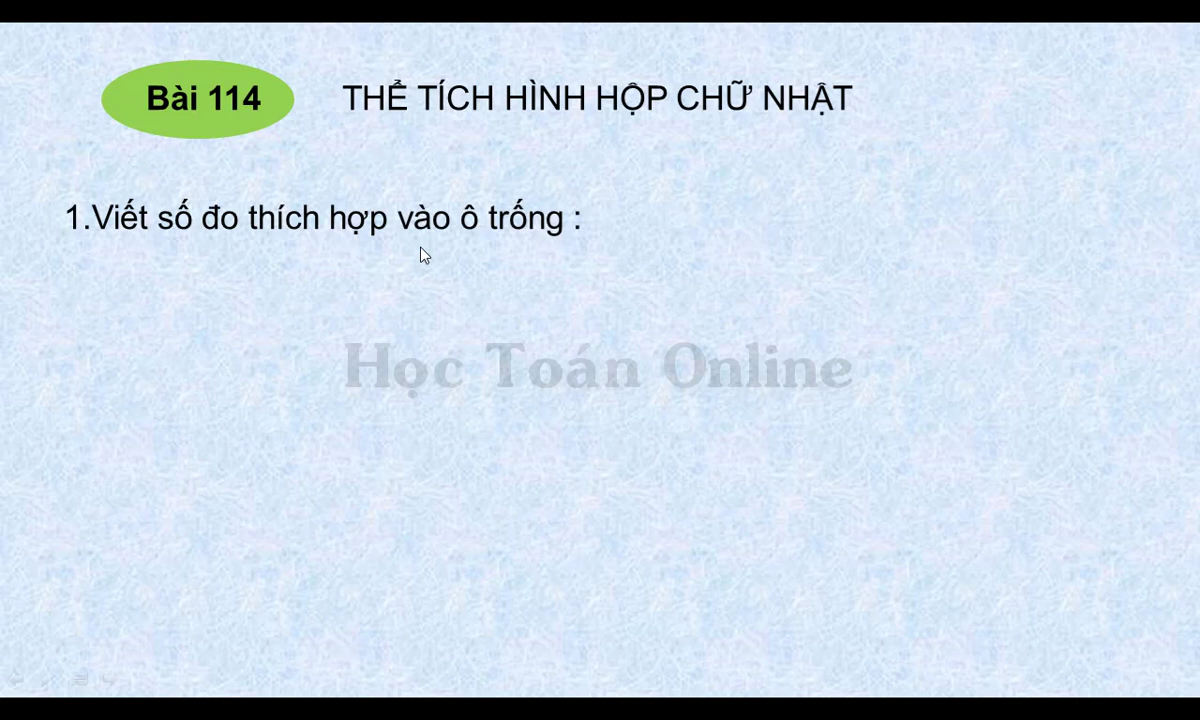 Bài 114 THỂ TÍCH HÌNH HỘP CHỮ NHẬT
1.Viết số đo thích hợp vào ô trống :
Học Toán Online